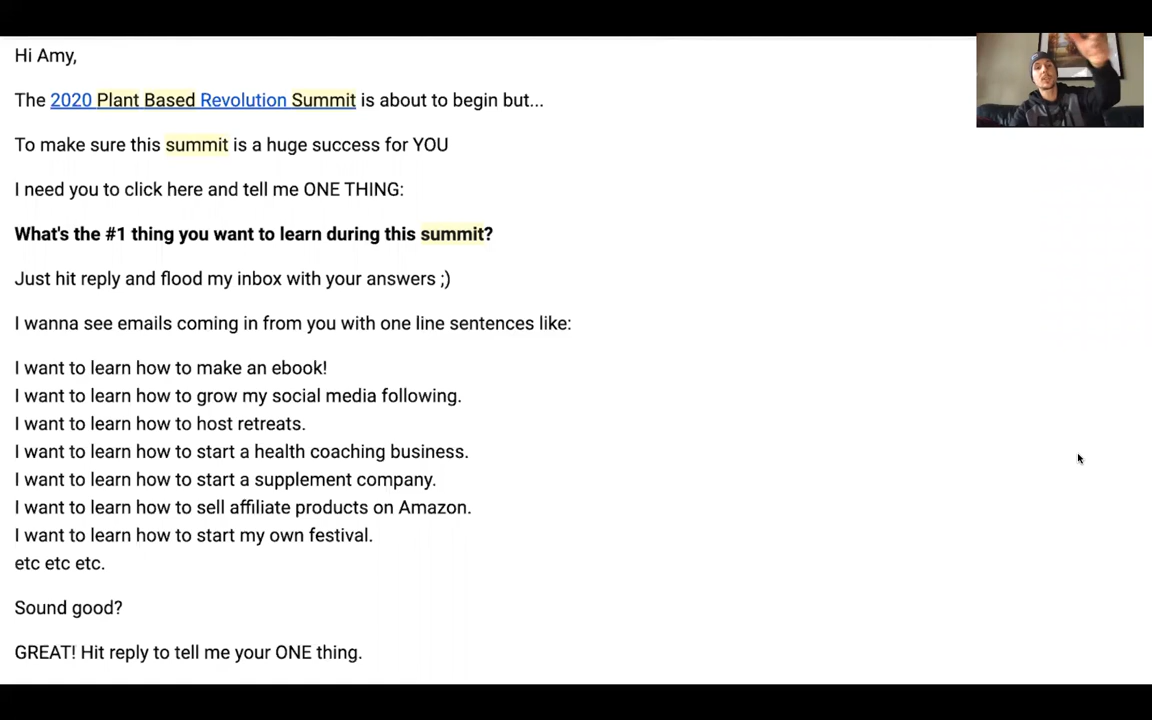 Hi Amy,
The 2020 Plant Based Revolution Summit is about to begin but...
To make sure this summit is a huge success for YOU
I need you to click here and tell me ONE THING:
What's the #1 thing you want to learn during this summit?
Just hit reply and flood my inbox with your answers ;)
I wanna see emails coming in from you with one line sentences like:
I want to learn how to make an ebook!
I want to learn how to grow my social media following.
I want to learn how to host retreats.
I want to learn how to start a health coaching business.
I want to learn how to start a supplement company.
I want to learn how to sell affiliate products on Amazon.
I want to learn how to start my own festival.
etc etc etc.
Sound good?
GREAT! Hit reply to tell me your ONE thing.